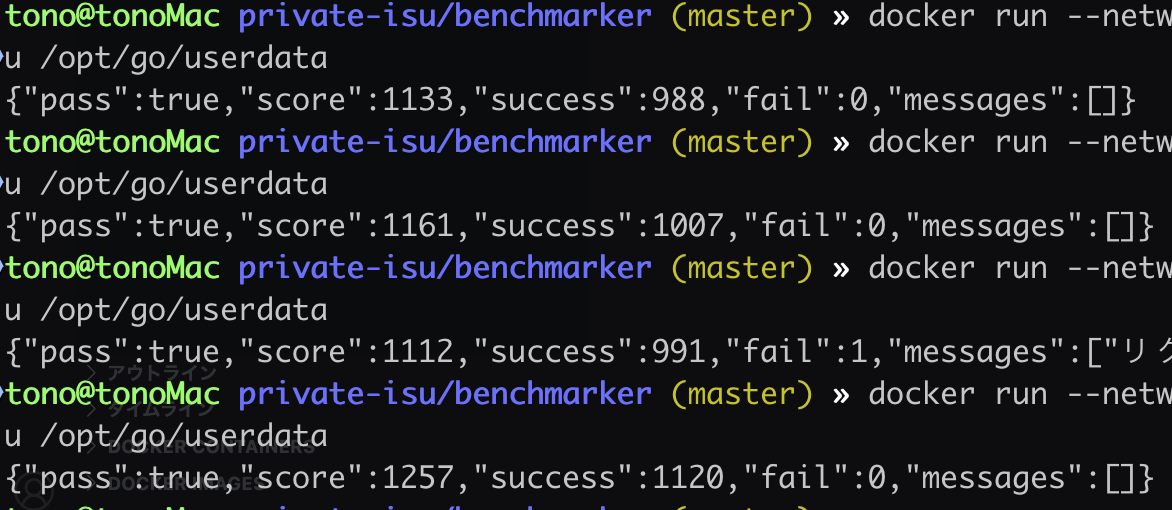 tono@tonoMac private-isu/benchmarker (master) » docker run --netw
u /opt/go/userdata
{"pass":true,"score":1133,"success":988,"fail":0,"messages":[]}
tono@tonoMac private-isu/benchmarker (master) » docker run --netw
u /opt/go/userdata
{"pass":true,"score":1161,"success":1007,"fail":0,"messages":[]}
tono@tonoMac private-isu/benchmarker (master) » docker run --netw
u /opt/go/userdata
{"pass":true,"score":1112,"success":991,"fail":1,"messages":["リク
アウトライン
tono@tonoMac private-isu/benchmarker (master) » docker run --netw
タイムライン
u /opt/go/userdata
DOCKER CONTAINERS
{"pass":true,"score":1257,"success":1120,"fail":0,"messages":[]}
DOCKER IMAGES